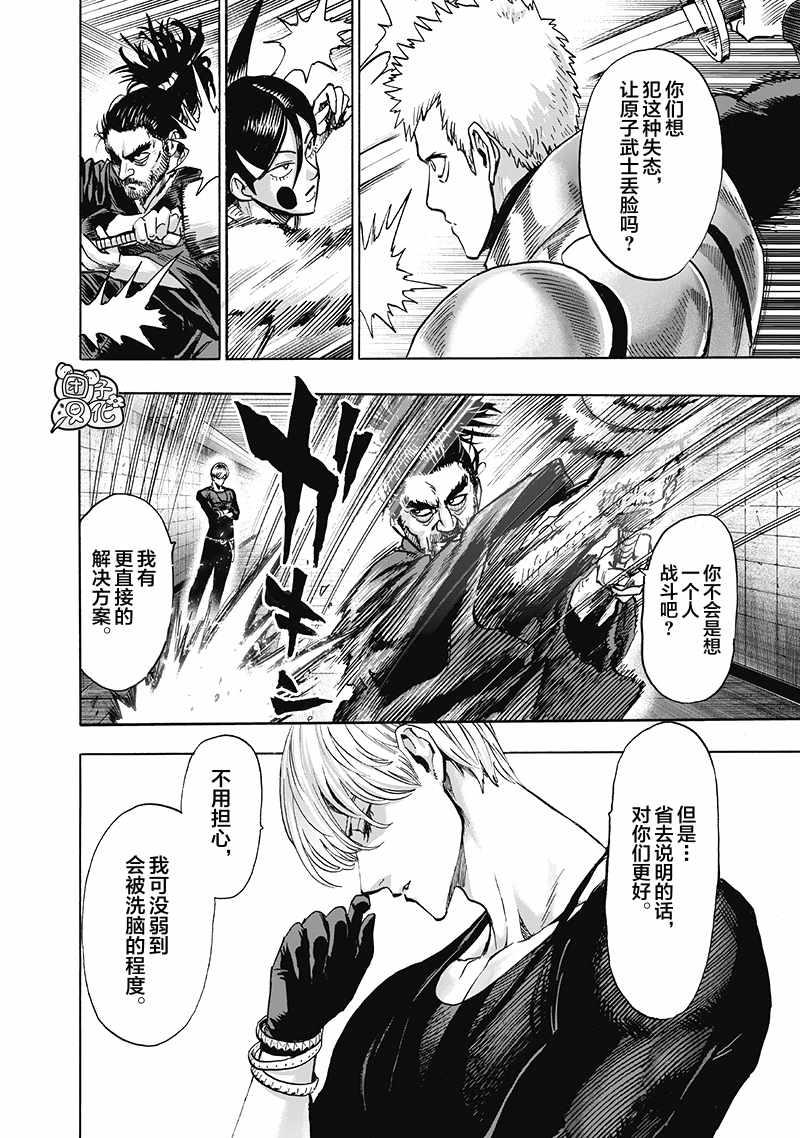 你们想
犯这种失态，
让原子武士丢脸吗？
团子
只化
ガガッ
你不会是想
一个人
战斗吧？
我有
更直接的
解决方案。
但是…
省去说明的话，
对你们更好。
不用担心，
我可没弱到
会被洗脑的程度。